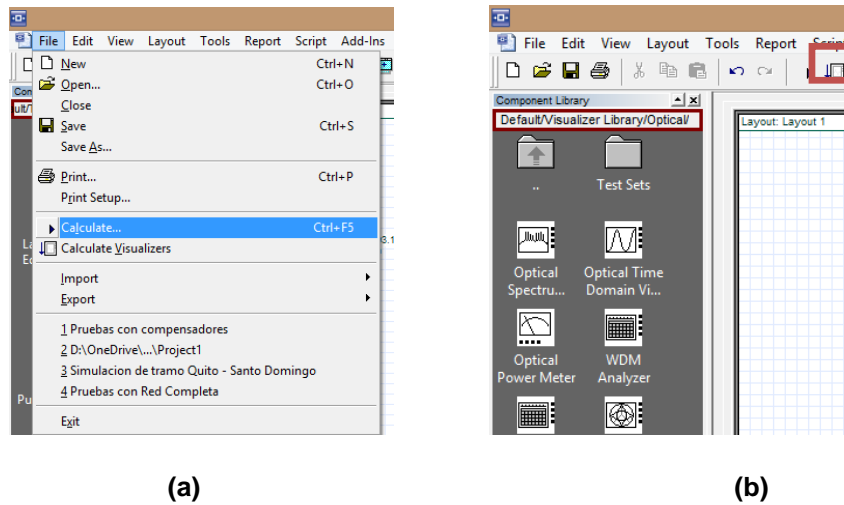 File Edit View Layout Tools Report Script Add-Ins
New Ctrl+N
Open... Ctrl+O
Close
Save Ctrl+S
Save As...
Print... Ctrl+P
Print Setup...
Calculate... Ctrl+F5
Calculate Visualizers
Import
Export
1 Pruebas con compensadores
2 D:\OneDrive\...\Project1
3 Simulacion de tramo Quito - Santo Domingo
4 Pruebas con Red Completa
Exit
(a)
File Edit View Layout Tools Report
Component Library
Default/Visualizer Library/Optical/
Layout: Layout 1
.. Test Sets
Optical Spectru...
Optical Time Domain Vi...
Optical Power Meter
WDM Analyzer
(b)